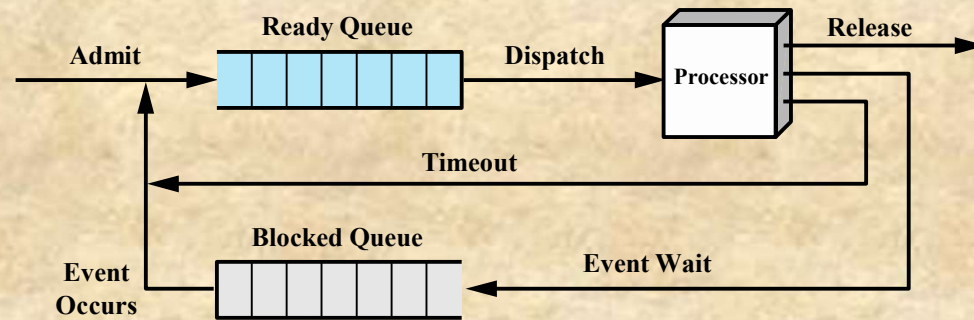 Ready Queue
Release
Admit
Dispatch
Processor
Timeout
Blocked Queue
Event Wait
Event
Occurs